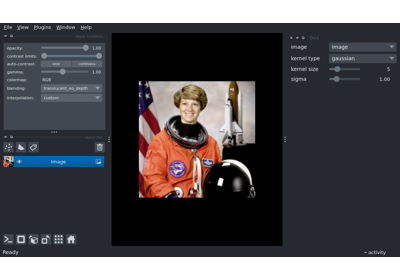 File View Plugins Window Help
opacity: 1.00
contrast limits:
auto-contrast: once continuous
gamma: 1.00
colormap: RGB
blending: translucent_no_depth
interpolation: custom
Image
image Image
kernel type gaussian
kernel size 5
sigma 1.00
Ready
activity